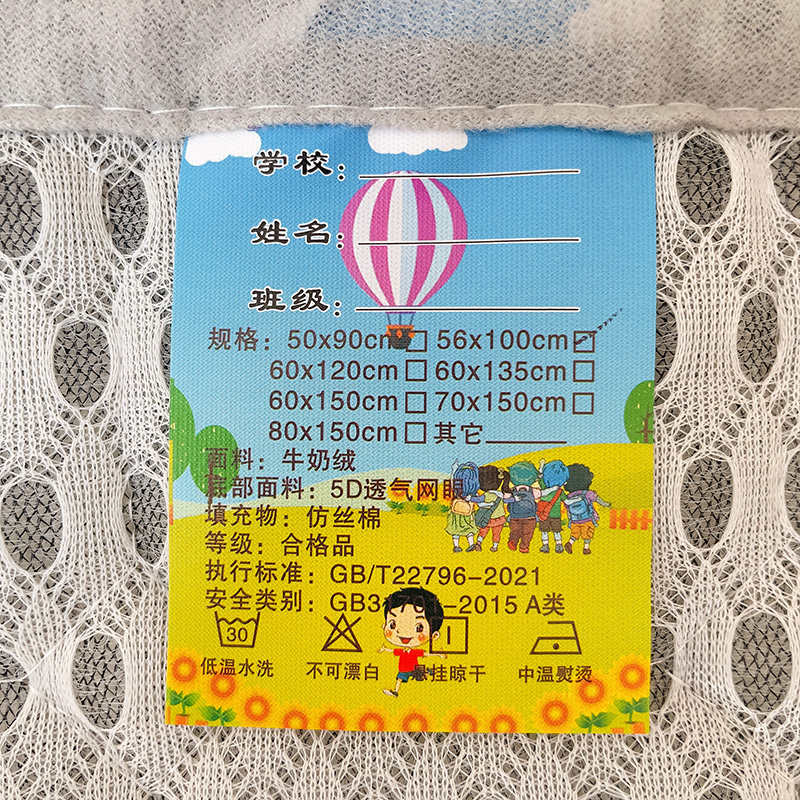 学校：
姓名：
班级：
规格：50x90cm□ 56x100cm☑
60x120cm□ 60x135cm□
60x150cm□ 70x150cm□
80x150cm□ 其它
面料：牛奶绒
底部面料：5D透气网眼
填充物：仿丝棉
等级：合格品
执行标准：GB/T22796-2021
安全类别：-2015 A类
30
低温水洗 不可漂白 悬挂晾干 中温熨烫